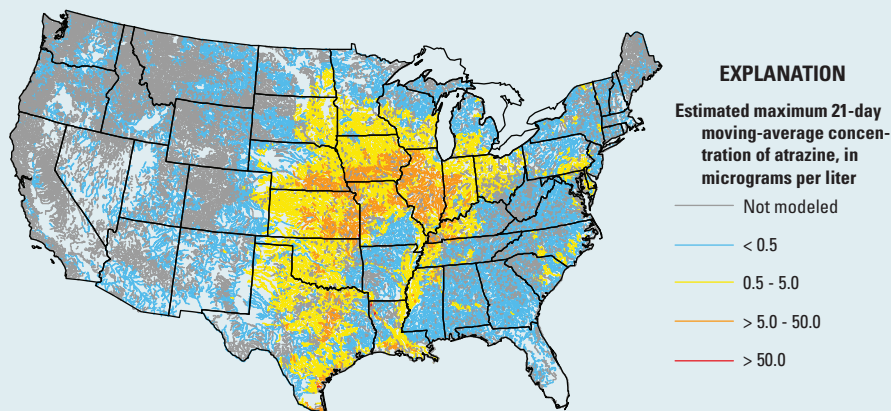 EXPLANATION
Estimated maximum 21-day
moving-average concen-
tration of atrazine, in
micrograms per liter
Not modeled
< 0.5
0.5 - 5.0
> 5.0 - 50.0
> 50.0